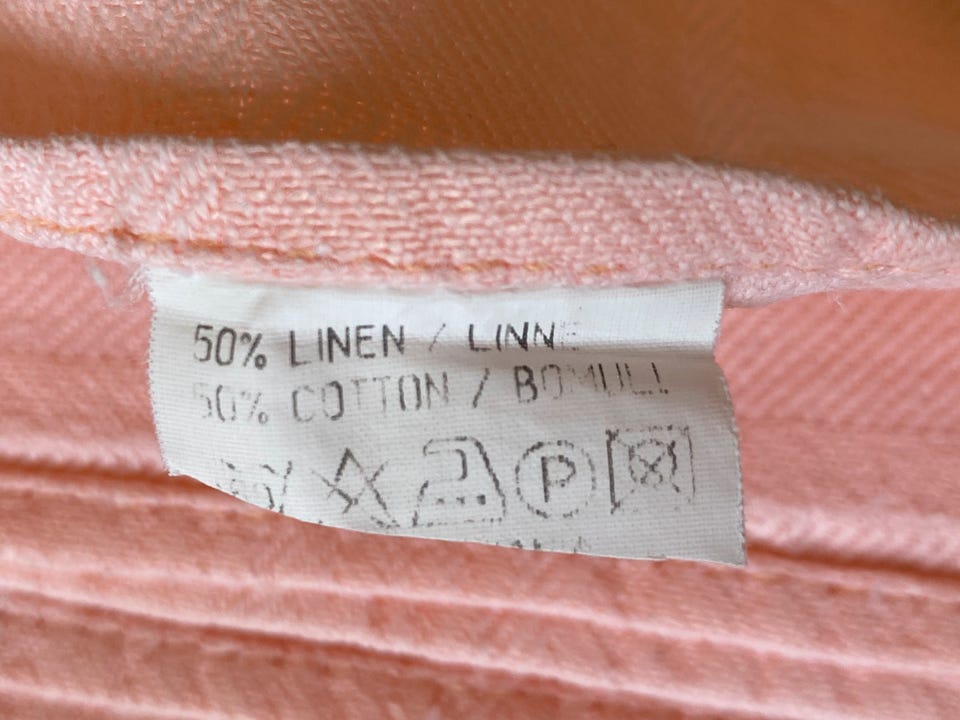 50% LINEN / LINNE
50% COTTON / BOMULL
P